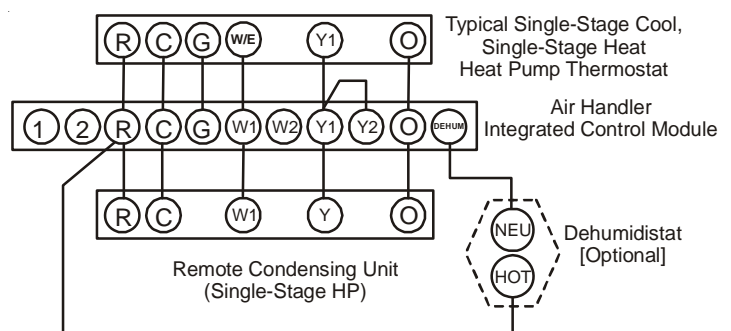 R C G W/E Y1 O
Typical Single-Stage Cool,
Single-Stage Heat
Heat Pump Thermostat
1 2 R C G W1 W2 Y1 Y2 O DEHUM
Air Handler
Integrated Control Module
R C W1 Y O
Remote Condensing Unit
(Single-Stage HP)
NEU
HOT
Dehumidistat
[Optional]